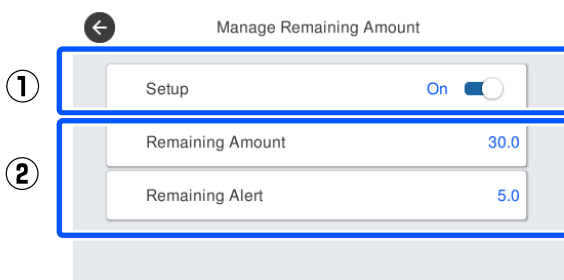 Manage Remaining Amount
① Setup On
② Remaining Amount 30.0
Remaining Alert 5.0